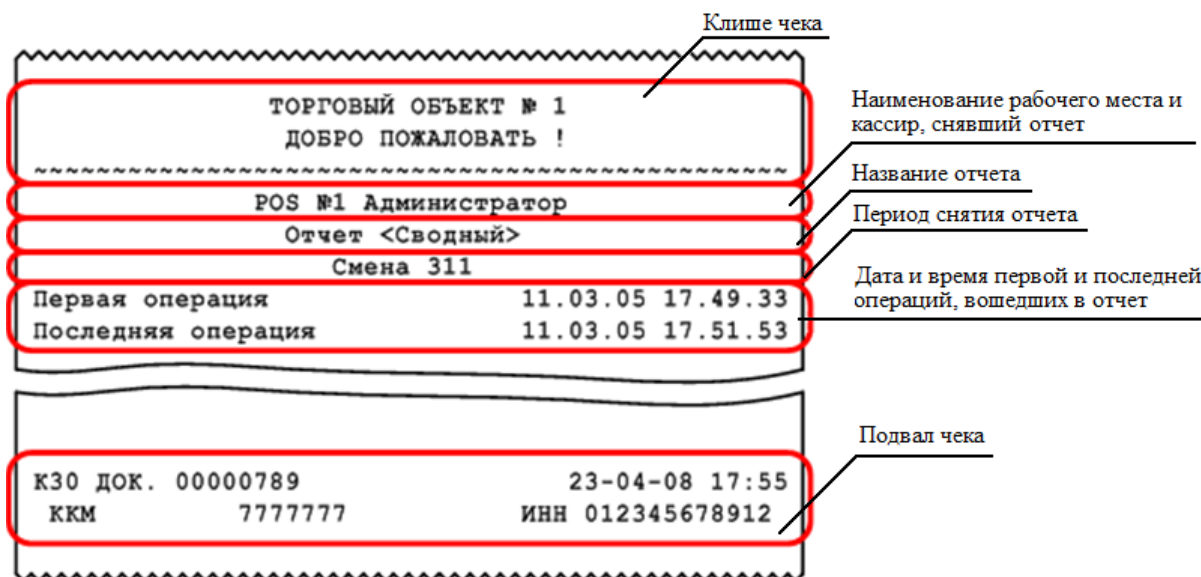 Клише чека
ТОРГОВЫЙ ОБЪЕКТ № 1
ДОБРО ПОЖАЛОВАТЬ !
~~~~~~~~~~~~~~~~~~~~~~~~~~~~~~~~~~~~~~~~~~~~~~~~
Наименование рабочего места и
кассир, снявший отчет
POS №1 Администратор
Название отчета
Отчет <Сводный>
Период снятия отчета
Смена 311
Дата и время первой и последней
операций, вошедших в отчет
Первая операция 11.03.05 17.49.33
Последняя операция 11.03.05 17.51.53
Подвал чека
КЗ0 ДОК. 00000789 23-04-08 17:55
ККМ 7777777 ИНН 012345678912